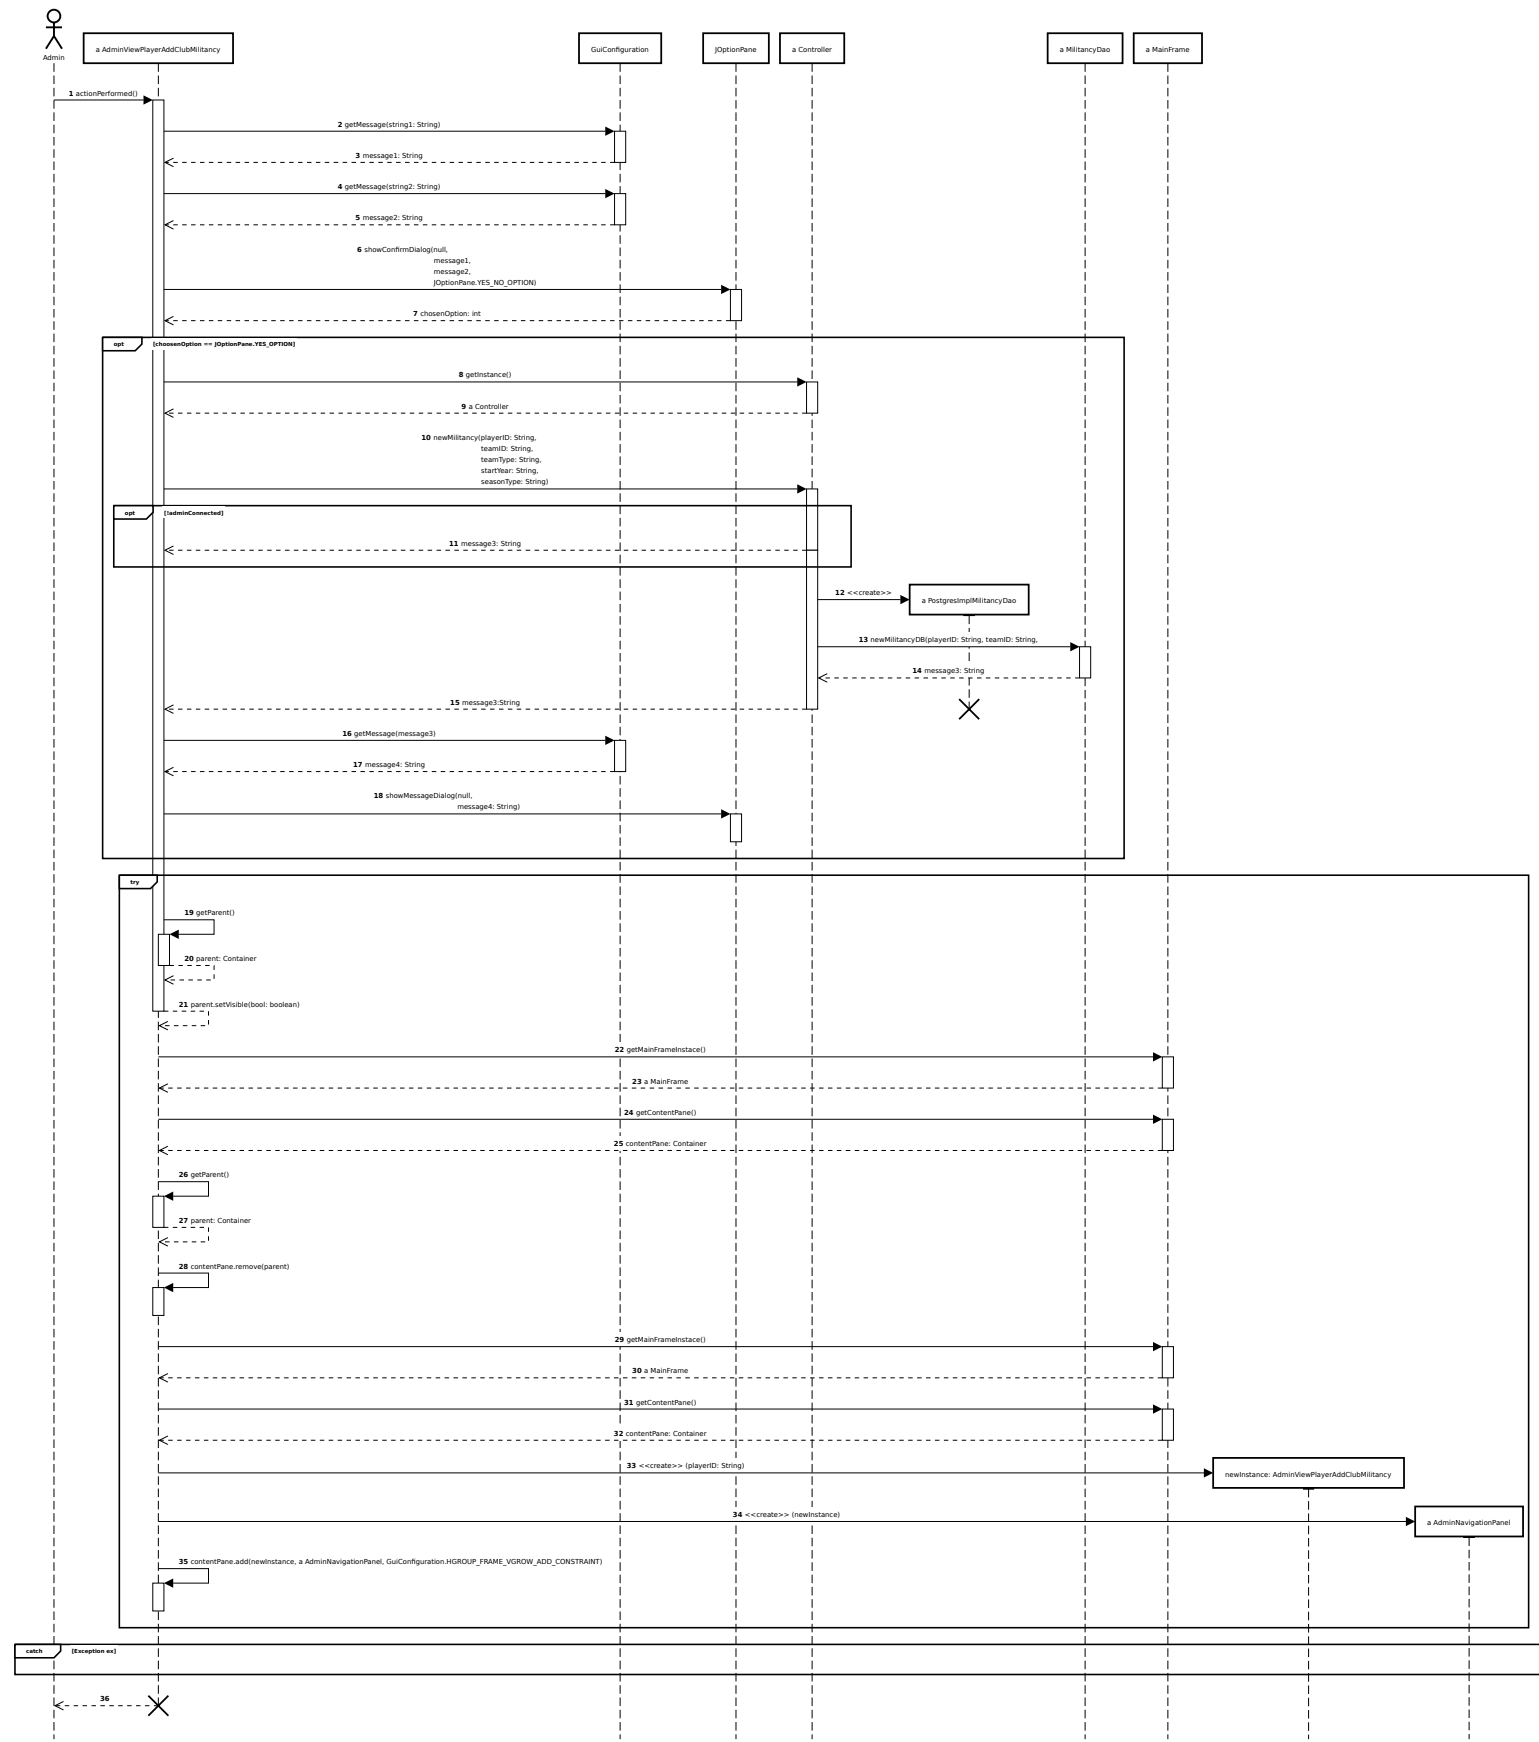 Admin
a AdminViewPlayerAddClubMilitancy
GuiConfiguration
JOptionPane
a Controller
a MilitancyDao
a MainFrame
1 actionPerformed()
2 getMessage(string1: String)
3 message1: String
4 getMessage(string2: String)
5 message2: String
6 showConfirmDialog(null,
message1,
message2,
JOptionPane.YES_NO_OPTION)
7 chosenOption: int
opt [choosenOption == JOptionPane.YES_OPTION]
8 getInstance()
9 a Controller
10 newMilitancy(playerID: String,
teamID: String,
teamType: String,
startYear: String,
seasonType: String)
opt [!adminConnected]
11 message3: String
12 <<create>>
a PostgresImplMilitancyDao
13 newMilitancyDB(playerID: String, teamID: String,
14 message3: String
15 message3:String
16 getMessage(message3)
17 message4: String
18 showMessageDialog(null,
message4: String)
try
19 getParent()
20 parent: Container
21 parent.setVisible(bool: boolean)
22 getMainFrameInstace()
23 a MainFrame
24 getContentPane()
25 contentPane: Container
26 getParent()
27 parent: Container
28 contentPane.remove(parent)
29 getMainFrameInstace()
30 a MainFrame
31 getContentPane()
32 contentPane: Container
33 <<create>> (playerID: String)
newInstance: AdminViewPlayerAddClubMilitancy
34 <<create>> (newInstance)
a AdminNavigationPanel
35 contentPane.add(newInstance, a AdminNavigationPanel, GuiConfiguration.HGROUP_FRAME_VGROW_ADD_CONSTRAINT)
catch [Exception ex]
36